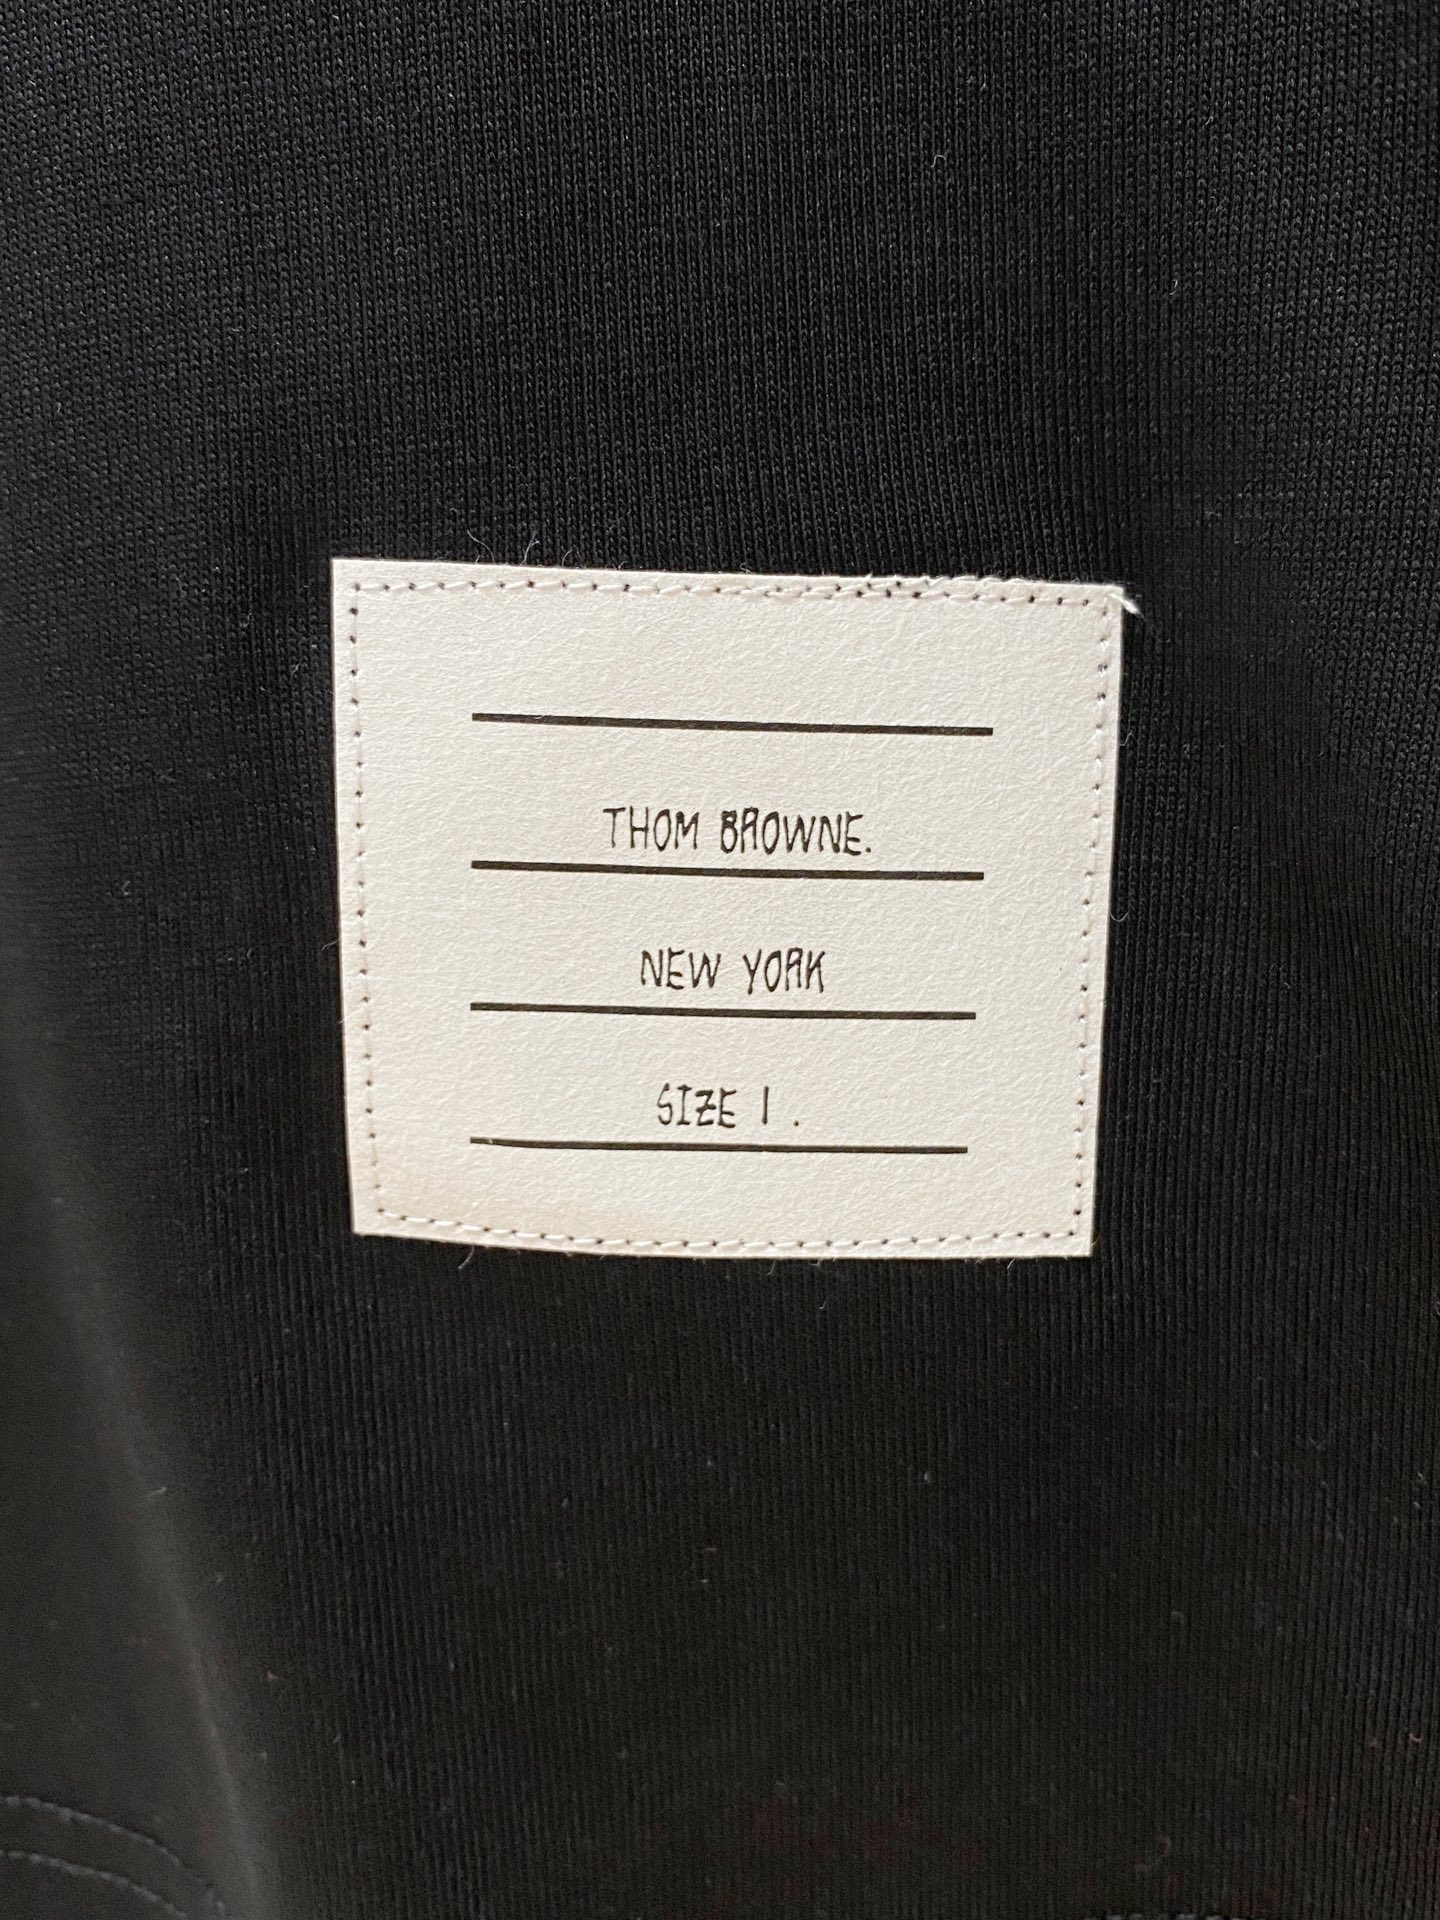 THOM BROWNE.
NEW YORK
SIZE 1 .